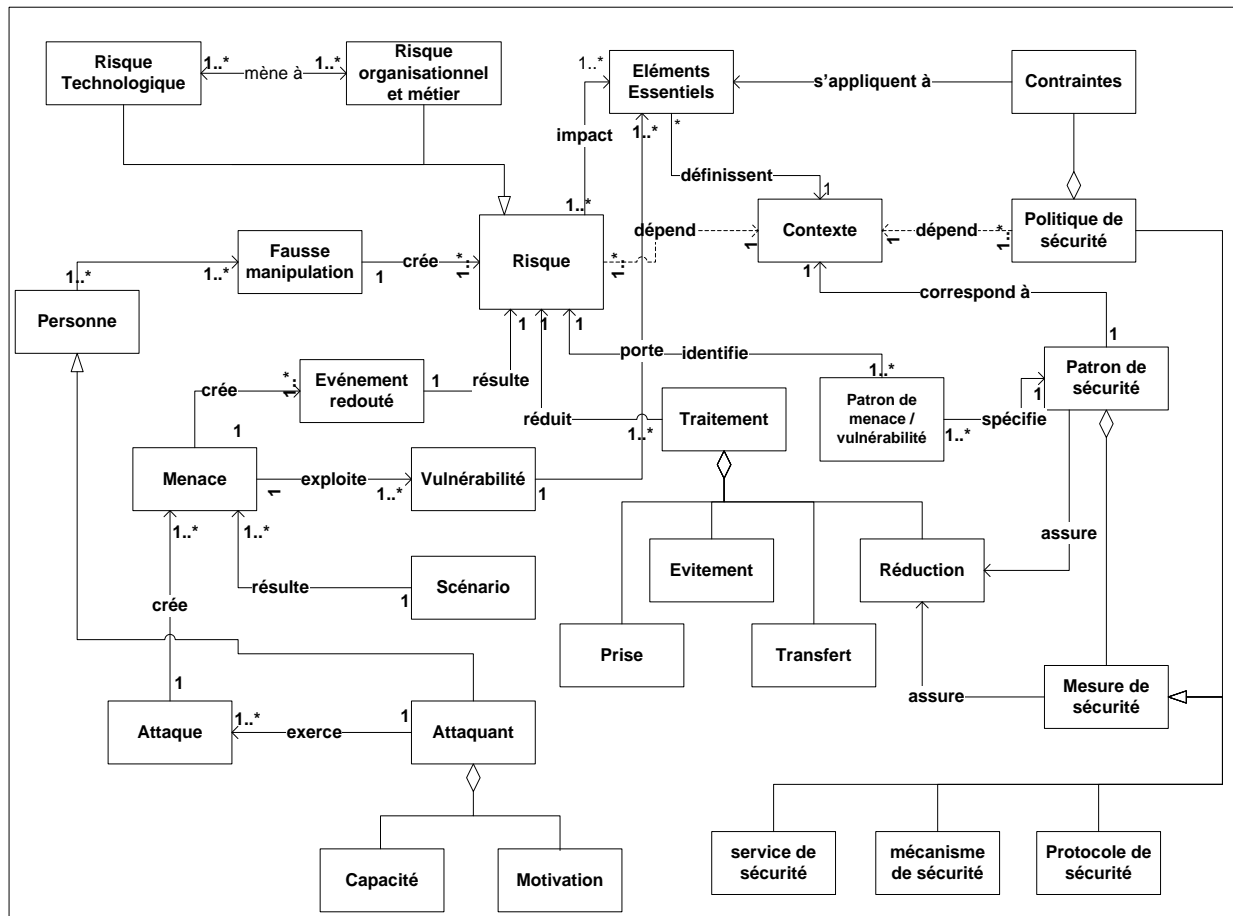 Risque
Technologique
1..*
mène à
1..*
Risque
organisationnel
et métier
1..*
Eléments
Essentiels
s’appliquent à
Contraintes
impact
*
1..*
définissent
1
1..*
Risque
dépend
1..*
1
Contexte
1
dépend
1..*
Politique de
sécurité
Fausse
manipulation
1
crée
1..*
1..*
1..*
Personne
1
correspond à
1
1
1
1
porte
identifie
1..*
Patron de
sécurité
crée
1..*
Evénement
redouté
1
résulte
réduit
1..*
Traitement
Patron de
menace /
vulnérabilité
1..*
spécifie
1
1
Menace
1
exploite
1..*
Vulnérabilité
1
1..*
1..*
assure
Evitement
Réduction
résulte
1
Scénario
crée
Prise
Transfert
1
assure
Mesure de
sécurité
Attaque
1..*
exerce
1
Attaquant
service de
sécurité
mécanisme
de sécurité
Protocole de
sécurité
Capacité
Motivation